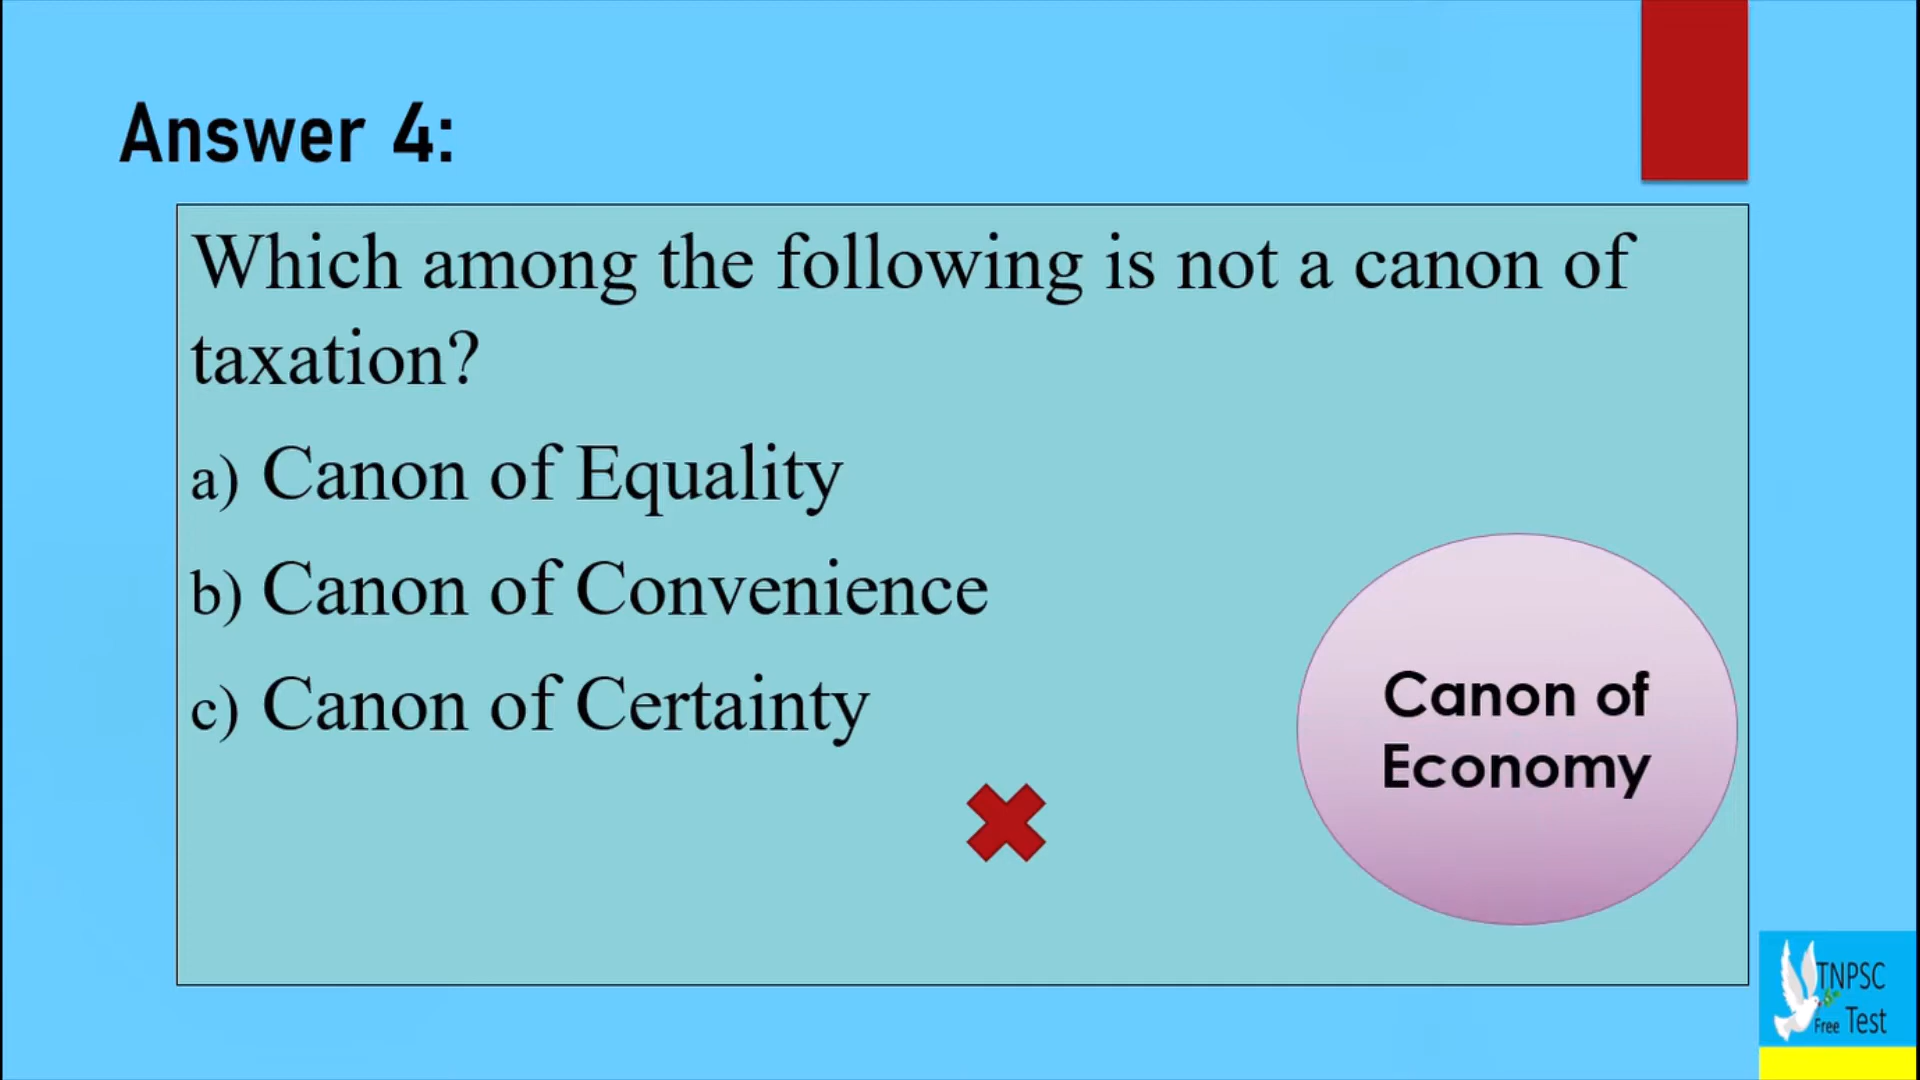 Answer 4:
Which among the following is not a canon of
taxation?
a) Canon of Equality
b) Canon of Convenience
c) Canon of Certainty
Canon of
Economy
TNPSC
Free Test